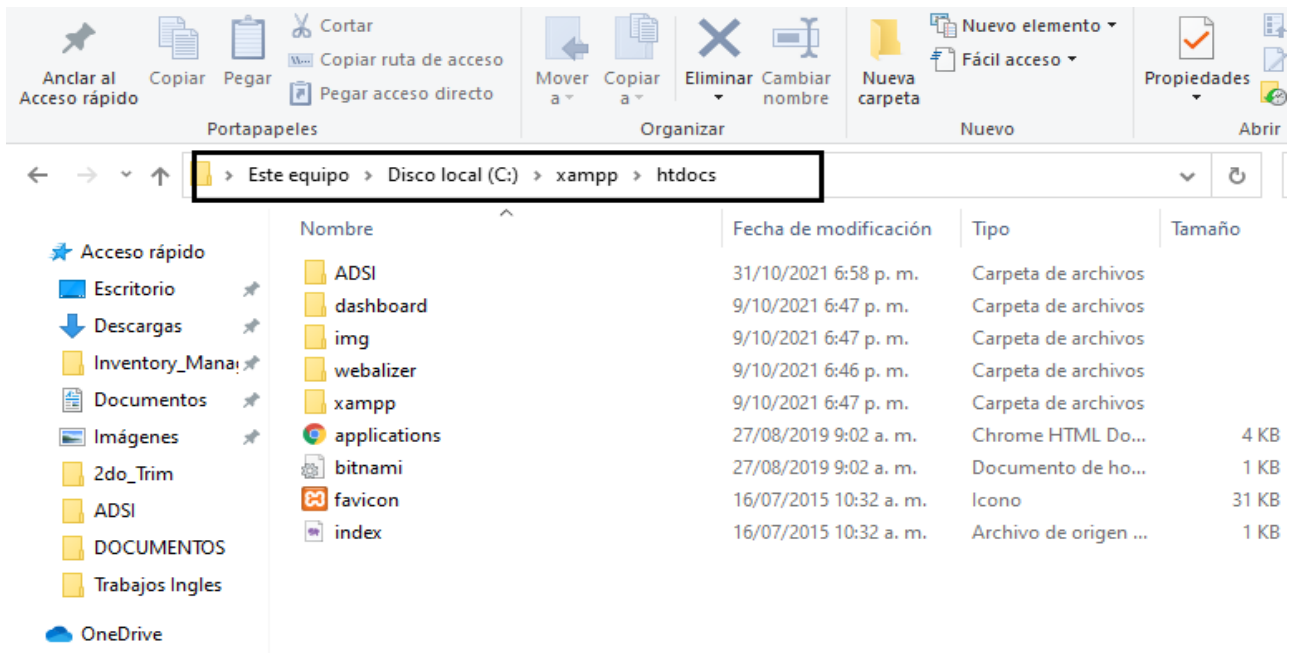 Cortar
Copiar ruta de acceso
Pegar acceso directo
Anclar al
Acceso rápido
Copiar
Pegar
Mover
a
Copiar
a
Eliminar
Cambiar
nombre
Nueva
carpeta
Nuevo elemento
Fácil acceso
Propiedades
Portapapeles
Organizar
Nuevo
Abrir
Este equipo > Disco local (C:) > xampp > htdocs
Nombre Fecha de modificación Tipo Tamaño
ADSI 31/10/2021 6:58 p. m. Carpeta de archivos
dashboard 9/10/2021 6:47 p. m. Carpeta de archivos
img 9/10/2021 6:47 p. m. Carpeta de archivos
webalizer 9/10/2021 6:46 p. m. Carpeta de archivos
xampp 9/10/2021 6:47 p. m. Carpeta de archivos
applications 27/08/2019 9:02 a. m. Chrome HTML Do... 4 KB
bitnami 27/08/2019 9:02 a. m. Documento de ho... 1 KB
favicon 16/07/2015 10:32 a. m. Icono 31 KB
index 16/07/2015 10:32 a. m. Archivo de origen ... 1 KB
Acceso rápido
Escritorio
Descargas
Documentos
Imágenes
2do_Trim
ADSI
DOCUMENTOS
Trabajos Ingles
OneDrive